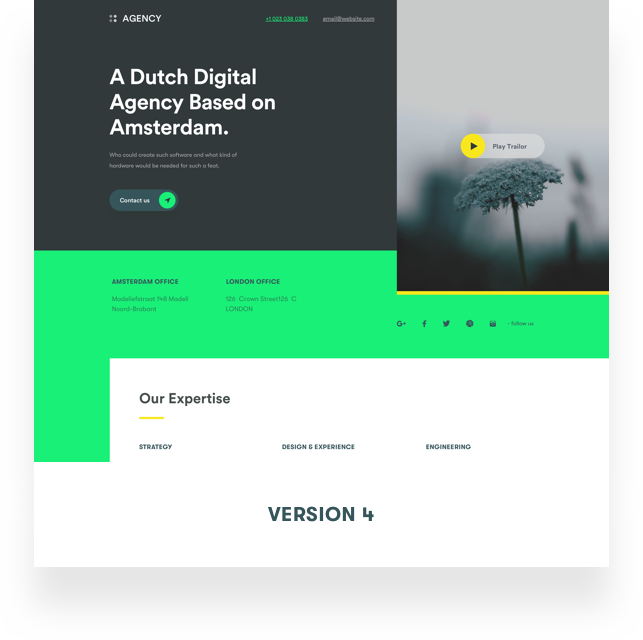 AGENCY
+1 023 038 0383
email@website.com
A Dutch Digital
Agency Based on
Amsterdam.
Who could create such software and what kind of
hardware would be needed for such a feat.
Contact us
Play Trailor
AMSTERDAM OFFICE
Madeliefstraat 148 Madell
Noord-Brabant
LONDON OFFICE
126 Crown Street126 C
LONDON
G+
- follow us
Our Expertise
STRATEGY
DESIGN & EXPERIENCE
ENGINEERING
VERSION 4